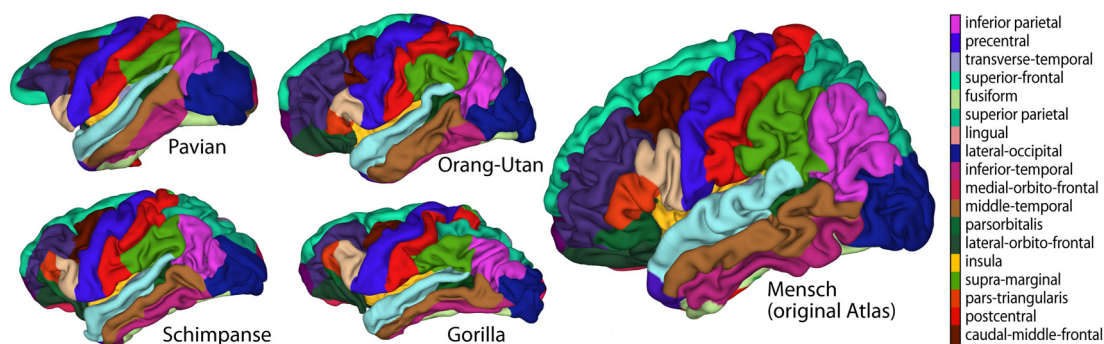 Pavian
Orang-Utan
Schimpanse
Gorilla
Mensch
(original Atlas)
inferior parietal
precentral
transverse-temporal
superior-frontal
fusiform
superior parietal
lingual
lateral-occipital
inferior-temporal
medial-orbito-frontal
middle-temporal
parsorbitalis
lateral-orbito-frontal
insula
supra-marginal
pars-triangularis
postcentral
caudal-middle-frontal